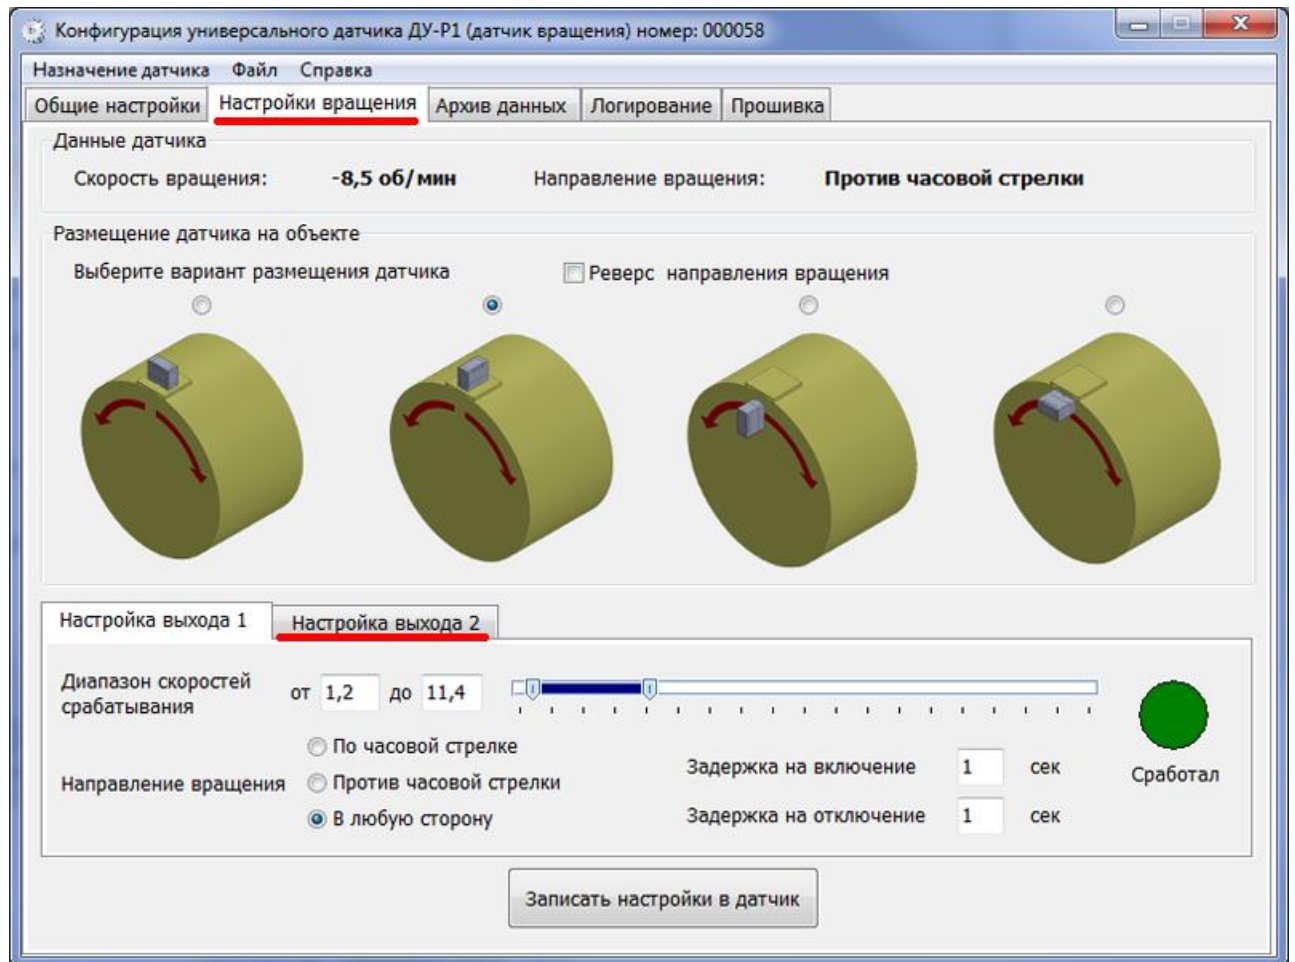 Конфигурация универсального датчика ДУ-Р1 (датчик вращения) номер: 000058
Назначение датчика Файл Справка
Общие настройки Настройки вращения Архив данных Логирование Прошивка
Данные датчика
Скорость вращения: -8,5 об/мин Направление вращения: Против часовой стрелки
Размещение датчика на объекте
Выберите вариант размещения датчика Реверс направления вращения
Настройка выхода 1 Настройка выхода 2
Диапазон скоростей
срабатывания
от 1,2 до 11,4
Направление вращения
По часовой стрелке
Против часовой стрелки
В любую сторону
Задержка на включение 1 сек
Задержка на отключение 1 сек
Сработал
Записать настройки в датчик